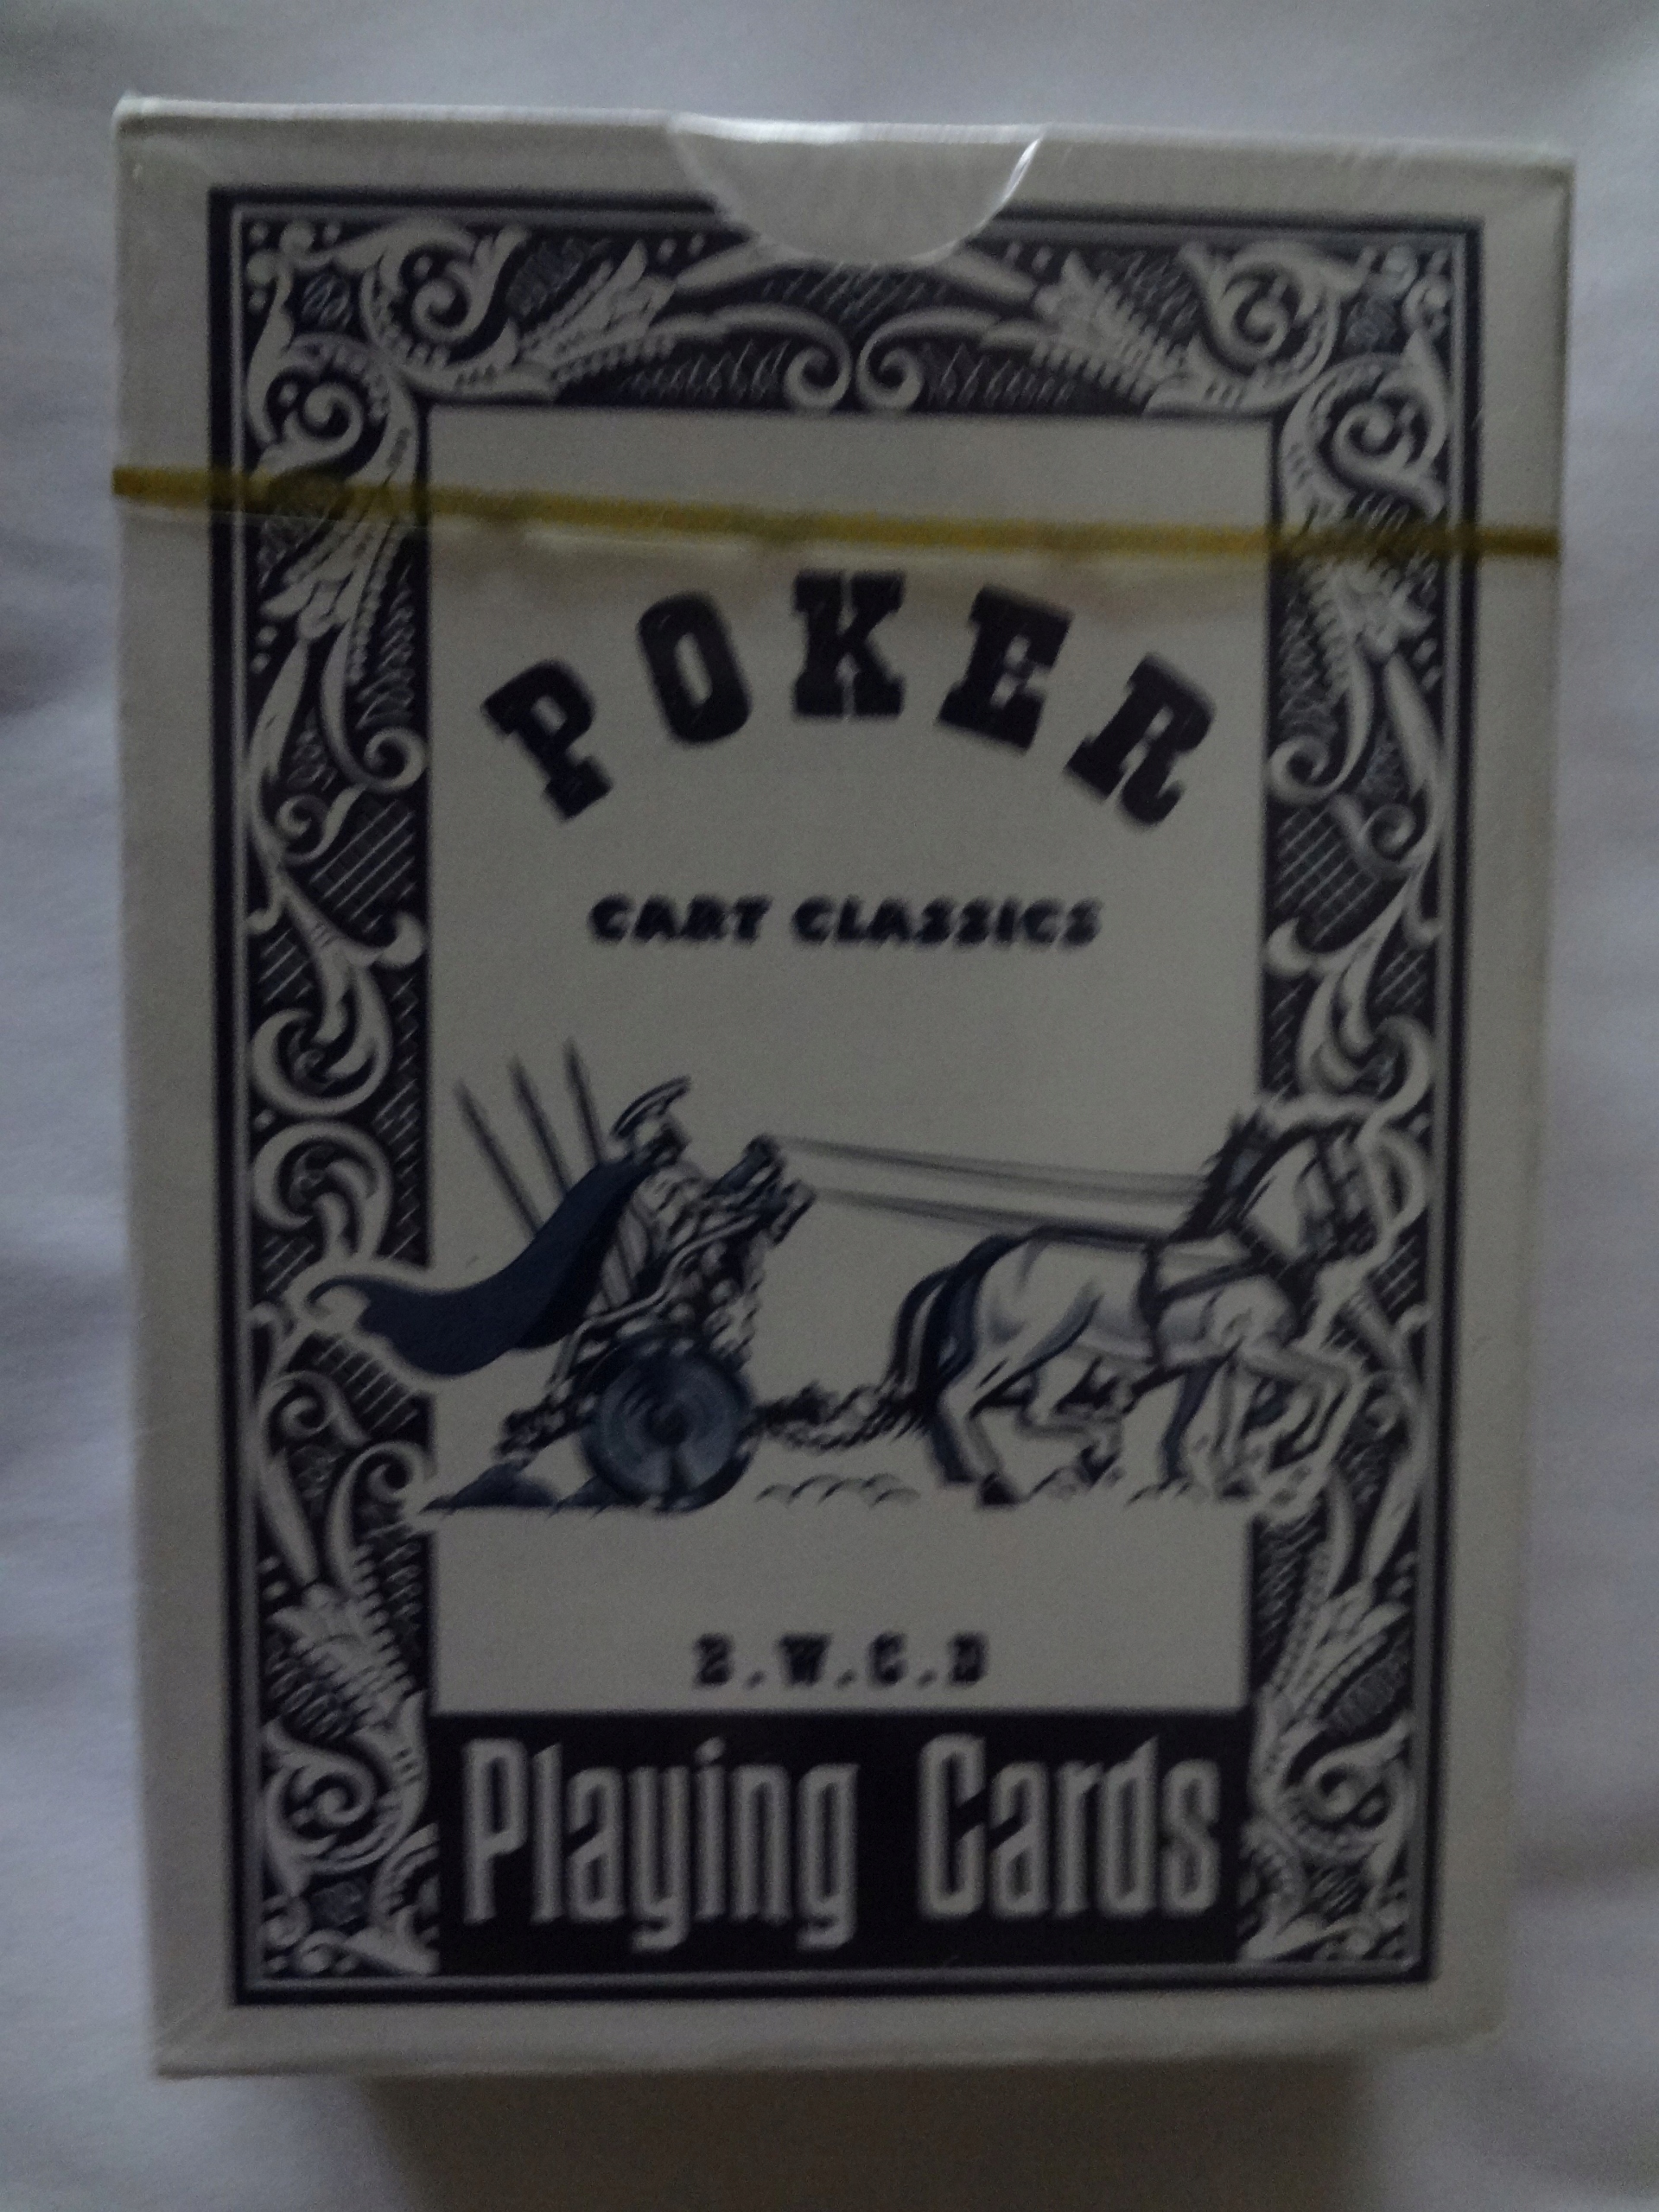 POKER
CART CLASSICS
B.W.C.D
Playing Cards